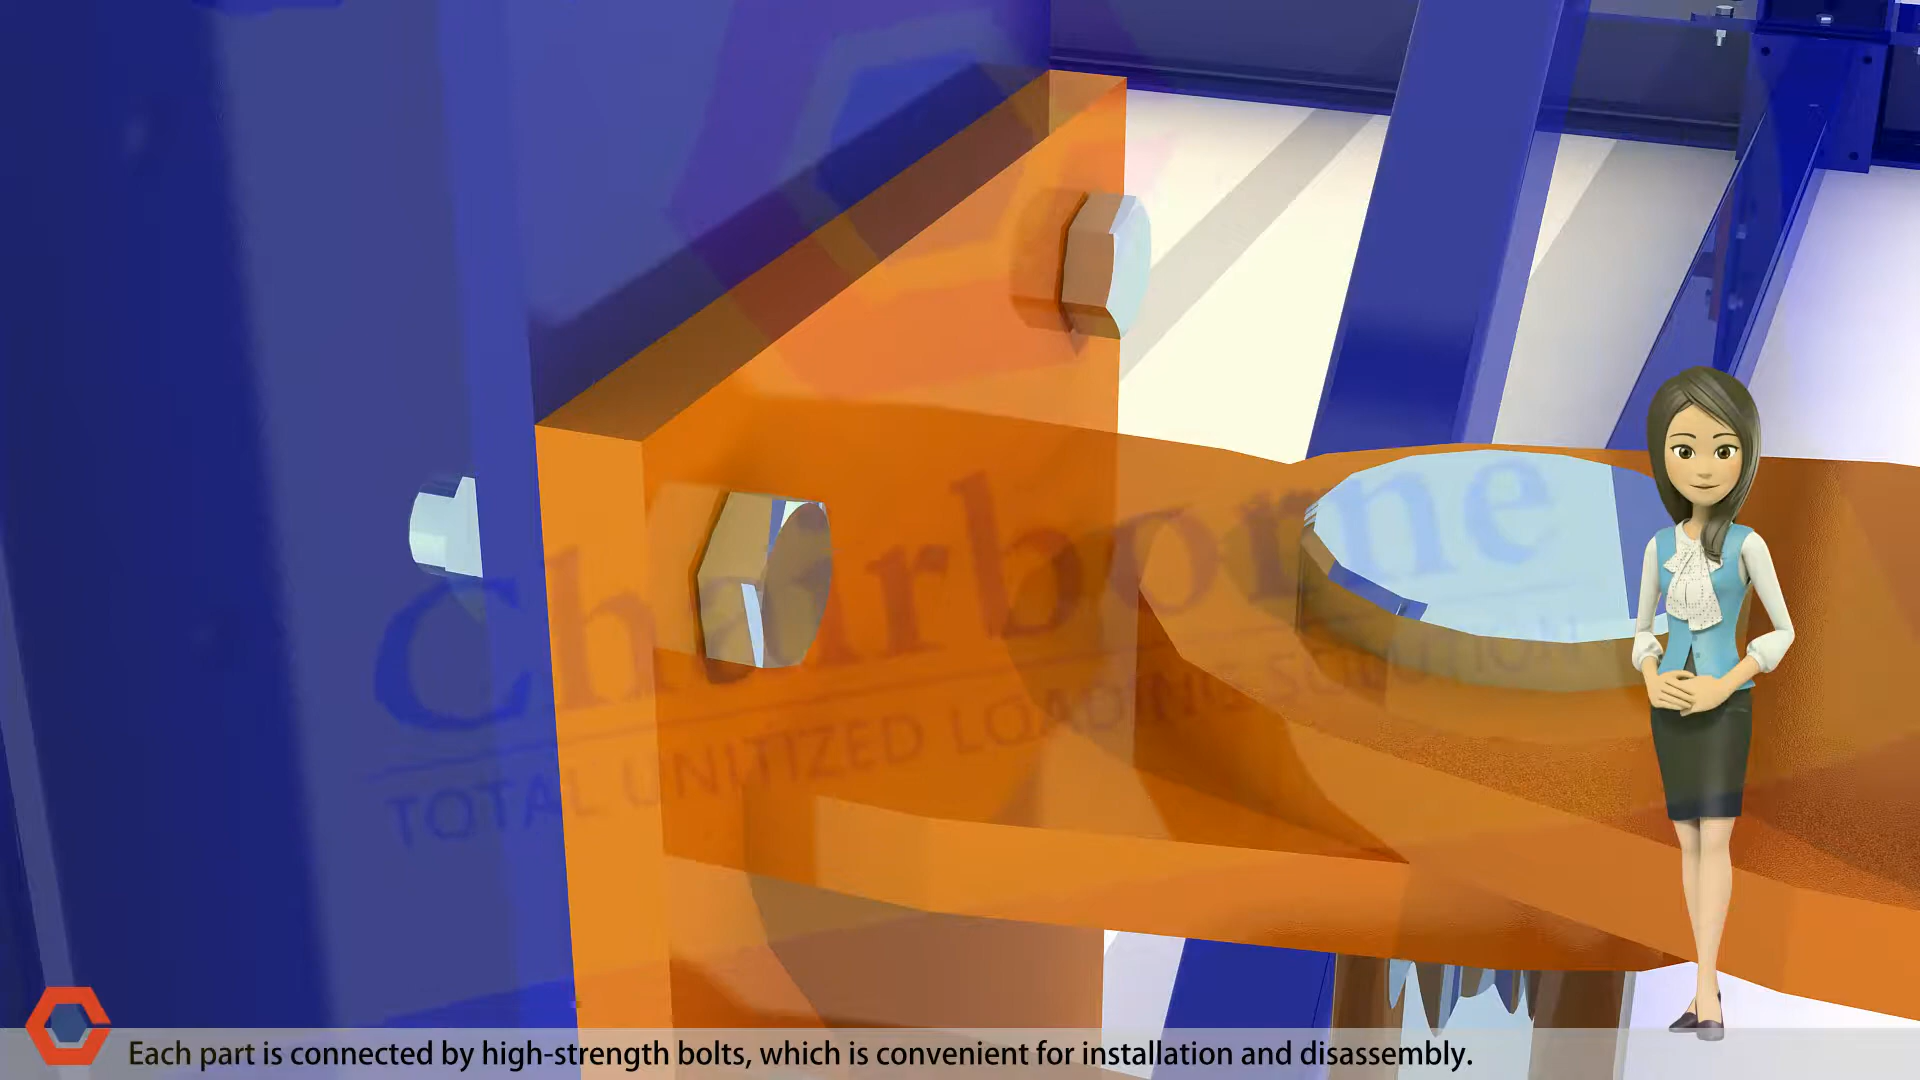 Chairborne
TOTAL UNITIZED LOADING SOLUTION
Each part is connected by high-strength bolts, which is convenient for installation and disassembly.